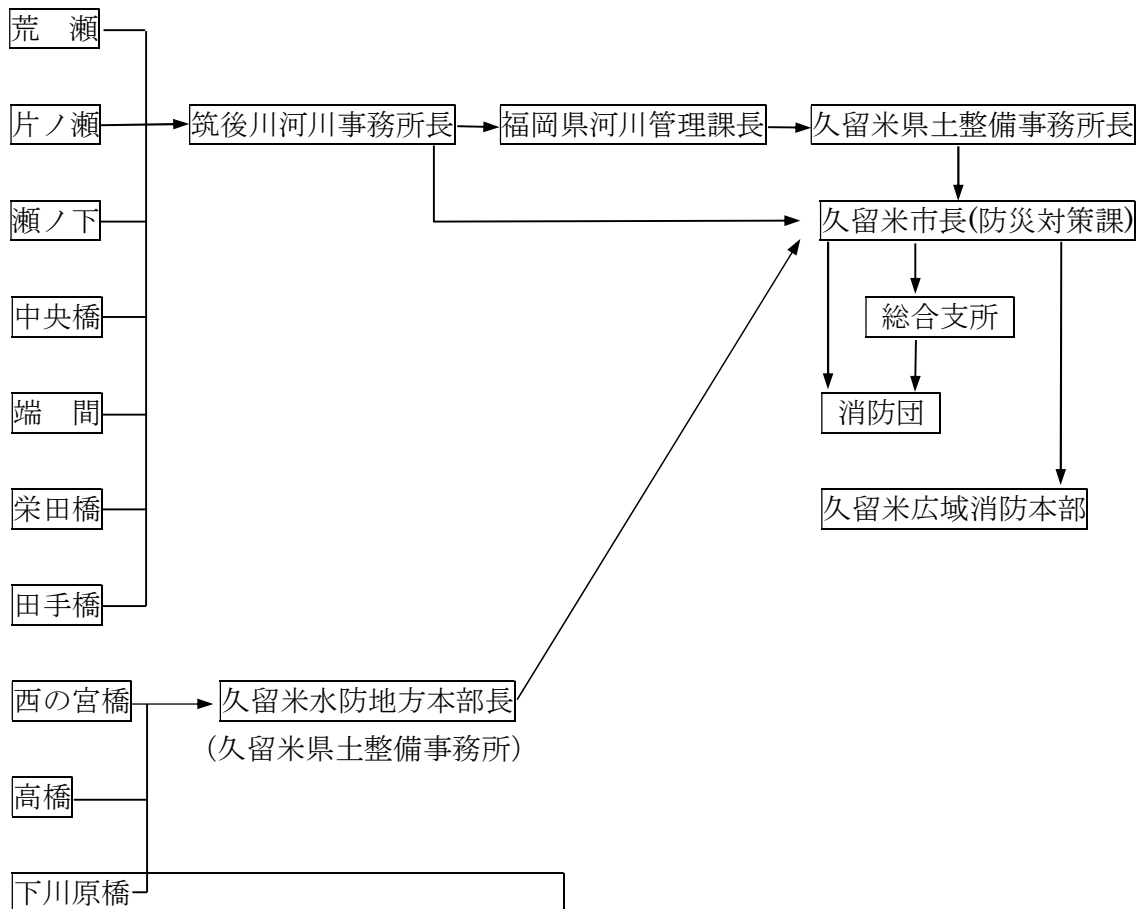 荒　瀬
片ノ瀬
筑後川河川事務所長
福岡県河川管理課長
久留米県土整備事務所長
瀬ノ下
久留米市長(防災対策課)
中央橋
総合支所
端　間
消防団
栄田橋
久留米広域消防本部
田手橋
西の宮橋
久留米水防地方本部長
（久留米県土整備事務所）
高橋
下川原橋